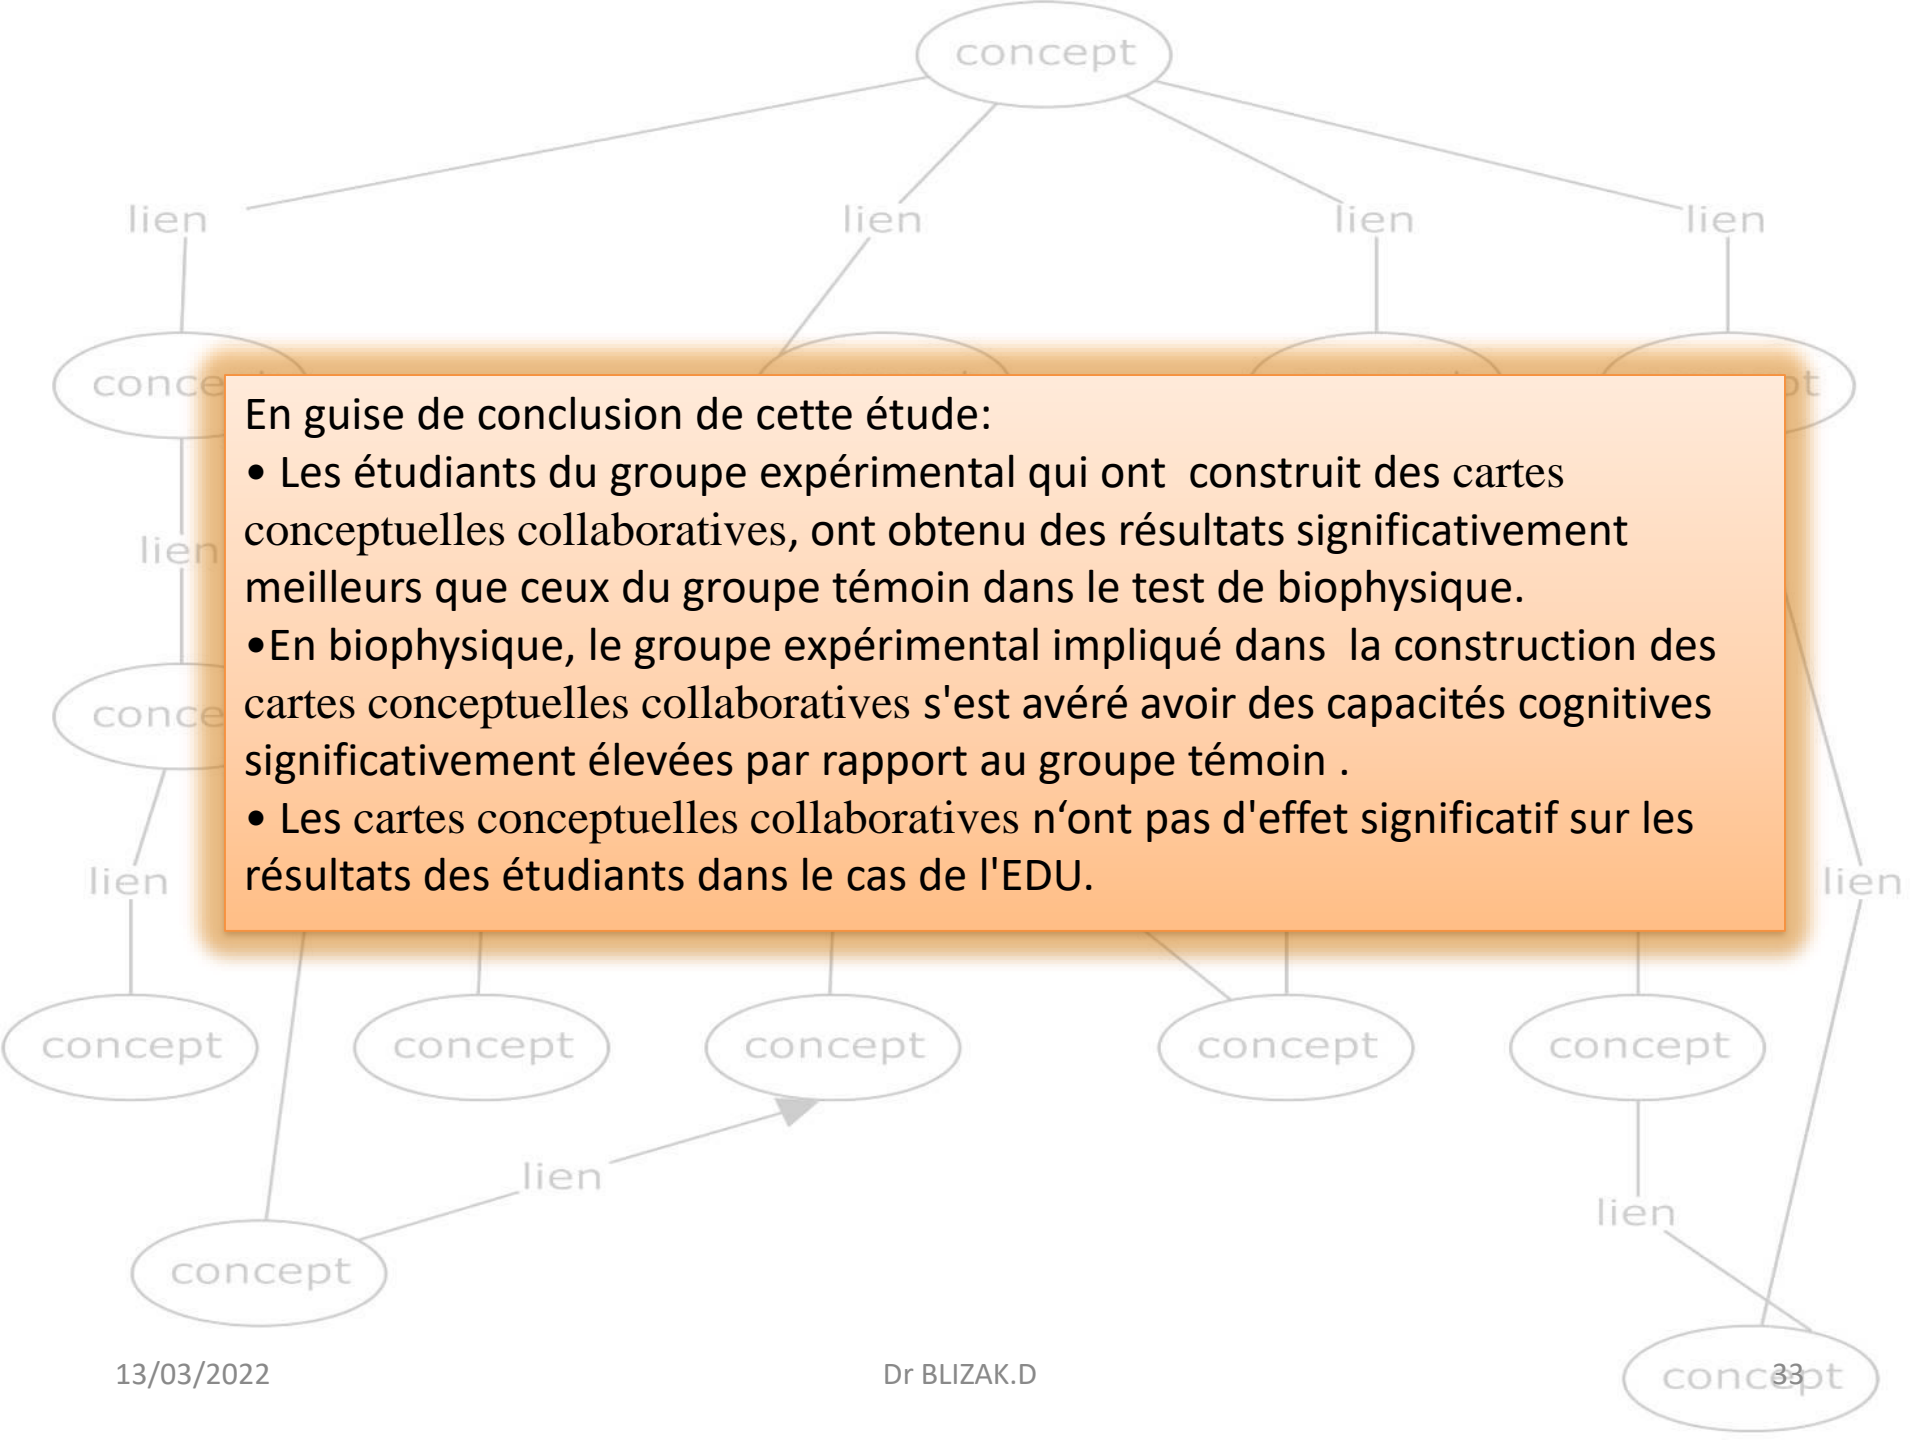 concept
lien lien lien lien
En guise de conclusion de cette étude:
• Les étudiants du groupe expérimental qui ont  construit des cartes
conceptuelles collaboratives, ont obtenu des résultats significativement
meilleurs que ceux du groupe témoin dans le test de biophysique.
•En biophysique, le groupe expérimental impliqué dans  la construction des
cartes conceptuelles collaboratives s'est avéré avoir des capacités cognitives
significativement élevées par rapport au groupe témoin .
• Les cartes conceptuelles collaboratives n‘ont pas d'effet significatif sur les
résultats des étudiants dans le cas de l'EDU.
lien
lien lien
concept concept concept concept concept
lien
lien
concept
concept
13/03/2022 Dr BLIZAK.D 33